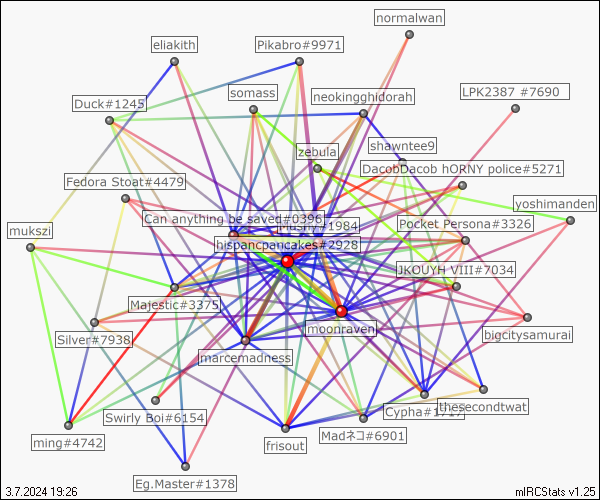 normalwan
eliakith
Pikabro#9971
somass
neokingghidorah
LPK2387 #7690
Duck#1245
zebula
shawntee9
DacobDacob hORNY police#5271
Fedora Stoat#4479
yoshimanden
Can anything be saved#0396
#1984
Pocket Persona#3326
mukszi
hispancpancakes#2928
JKOUYH VIII#7034
Majestic#3375
moonraven
Silver#7938
bigcitysamurai
marcemadness
Swirly Boi#6154
Cypha#1717
thesecondtwat
ming#4742
frisout
Madネコ#6901
Eg.Master#1378
3.7.2024 19:26
mIRCStats v1.25